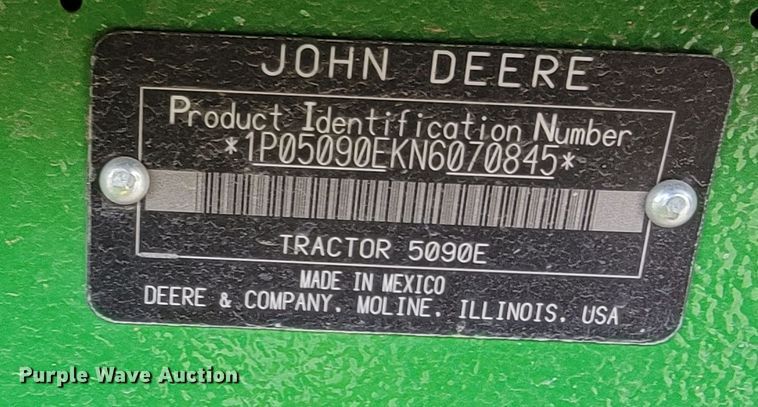 JOHN DEERE
Product Identification Number
*1P05090EKN6070845*
TRACTOR 5090E
MADE IN MEXICO
DEERE & COMPANY. MOLINE. ILLINOIS. USA
Purple Wave Auction